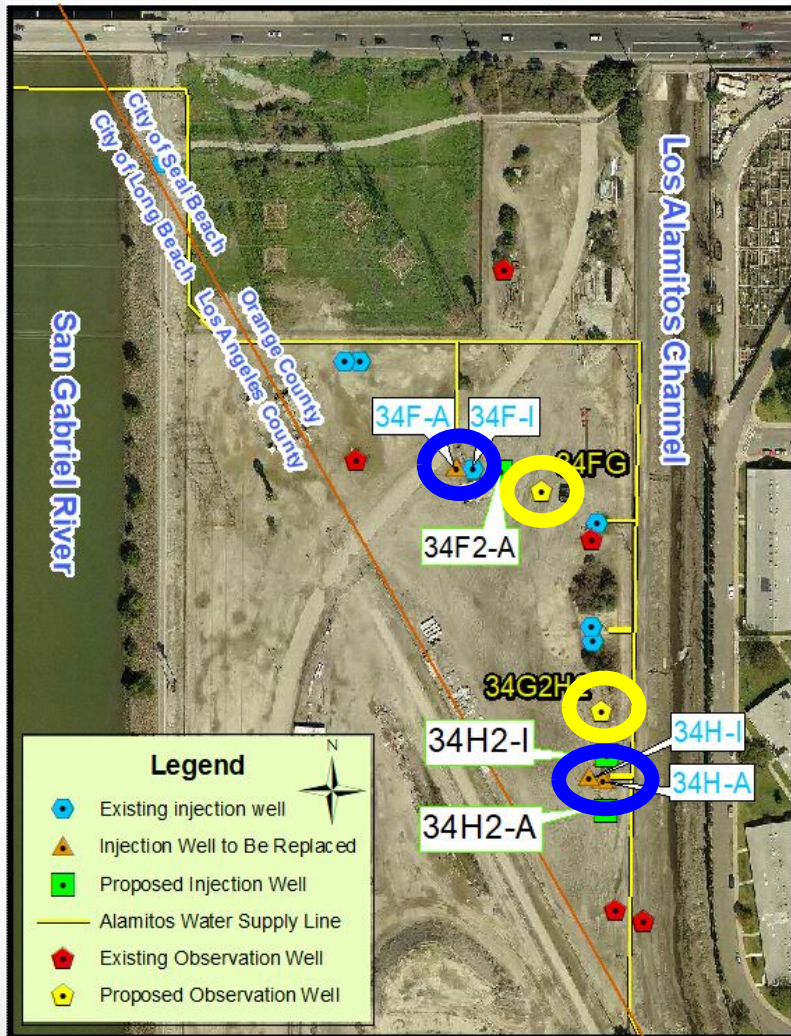 City of Seal Beach
City of Long Beach
Orange County
Los Angeles County
San Gabriel River
Los Alamitos Channel
34F-A
34F-I
34FG
34F2-A
34G2H2
34H2-I
34H-I
34H-A
34H2-A
Legend
N
Existing injection well
Injection Well to Be Replaced
Proposed Injection Well
Alamitos Water Supply Line
Existing Observation Well
Proposed Observation Well